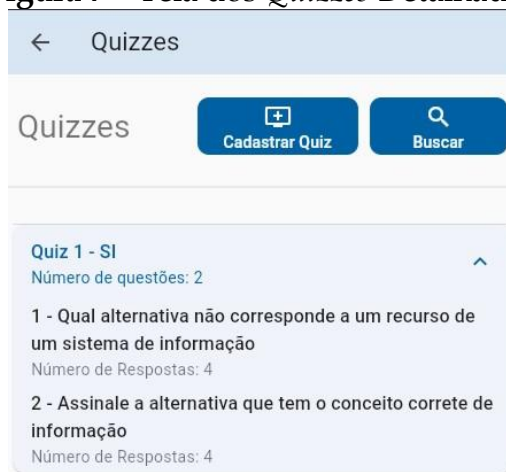 Quizzes
Quizzes
Cadastrar Quiz
Buscar
Quiz 1 - SI
Número de questões: 2
1 - Qual alternativa não corresponde a um recurso de
um sistema de informação
Número de Respostas: 4
2 - Assinale a alternativa que tem o conceito correte de
informação
Número de Respostas: 4